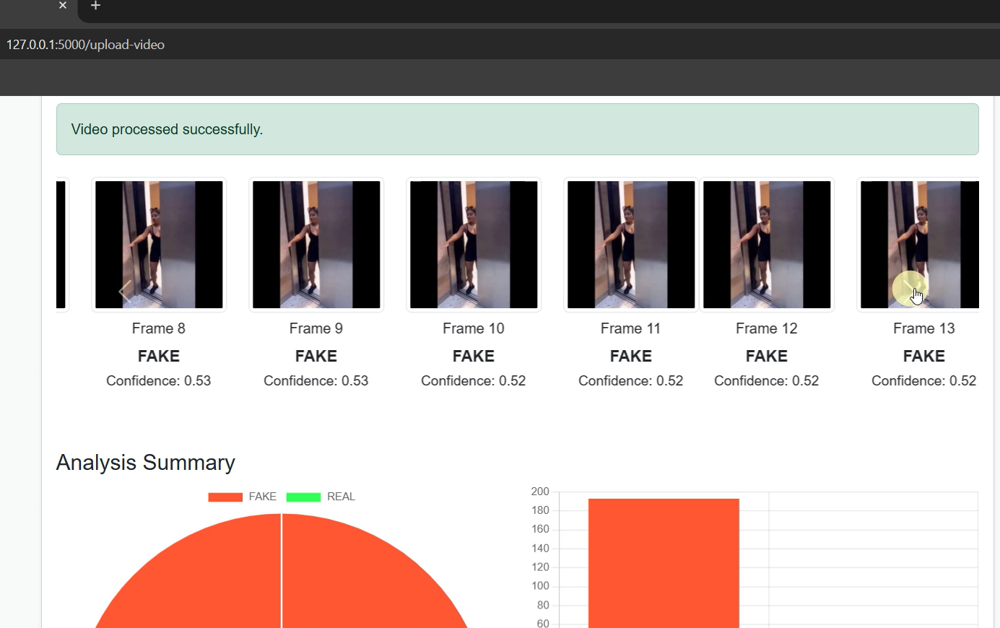 127.0.0.1:5000/upload-video
Video processed successfully.
Frame 8 Frame 9 Frame 10 Frame 11 Frame 12 Frame 13
FAKE FAKE FAKE FAKE FAKE FAKE
Confidence: 0.53 Confidence: 0.53 Confidence: 0.52 Confidence: 0.52 Confidence: 0.52 Confidence: 0.52
Analysis Summary
FAKE REAL
200
180
160
140
120
100
80
60